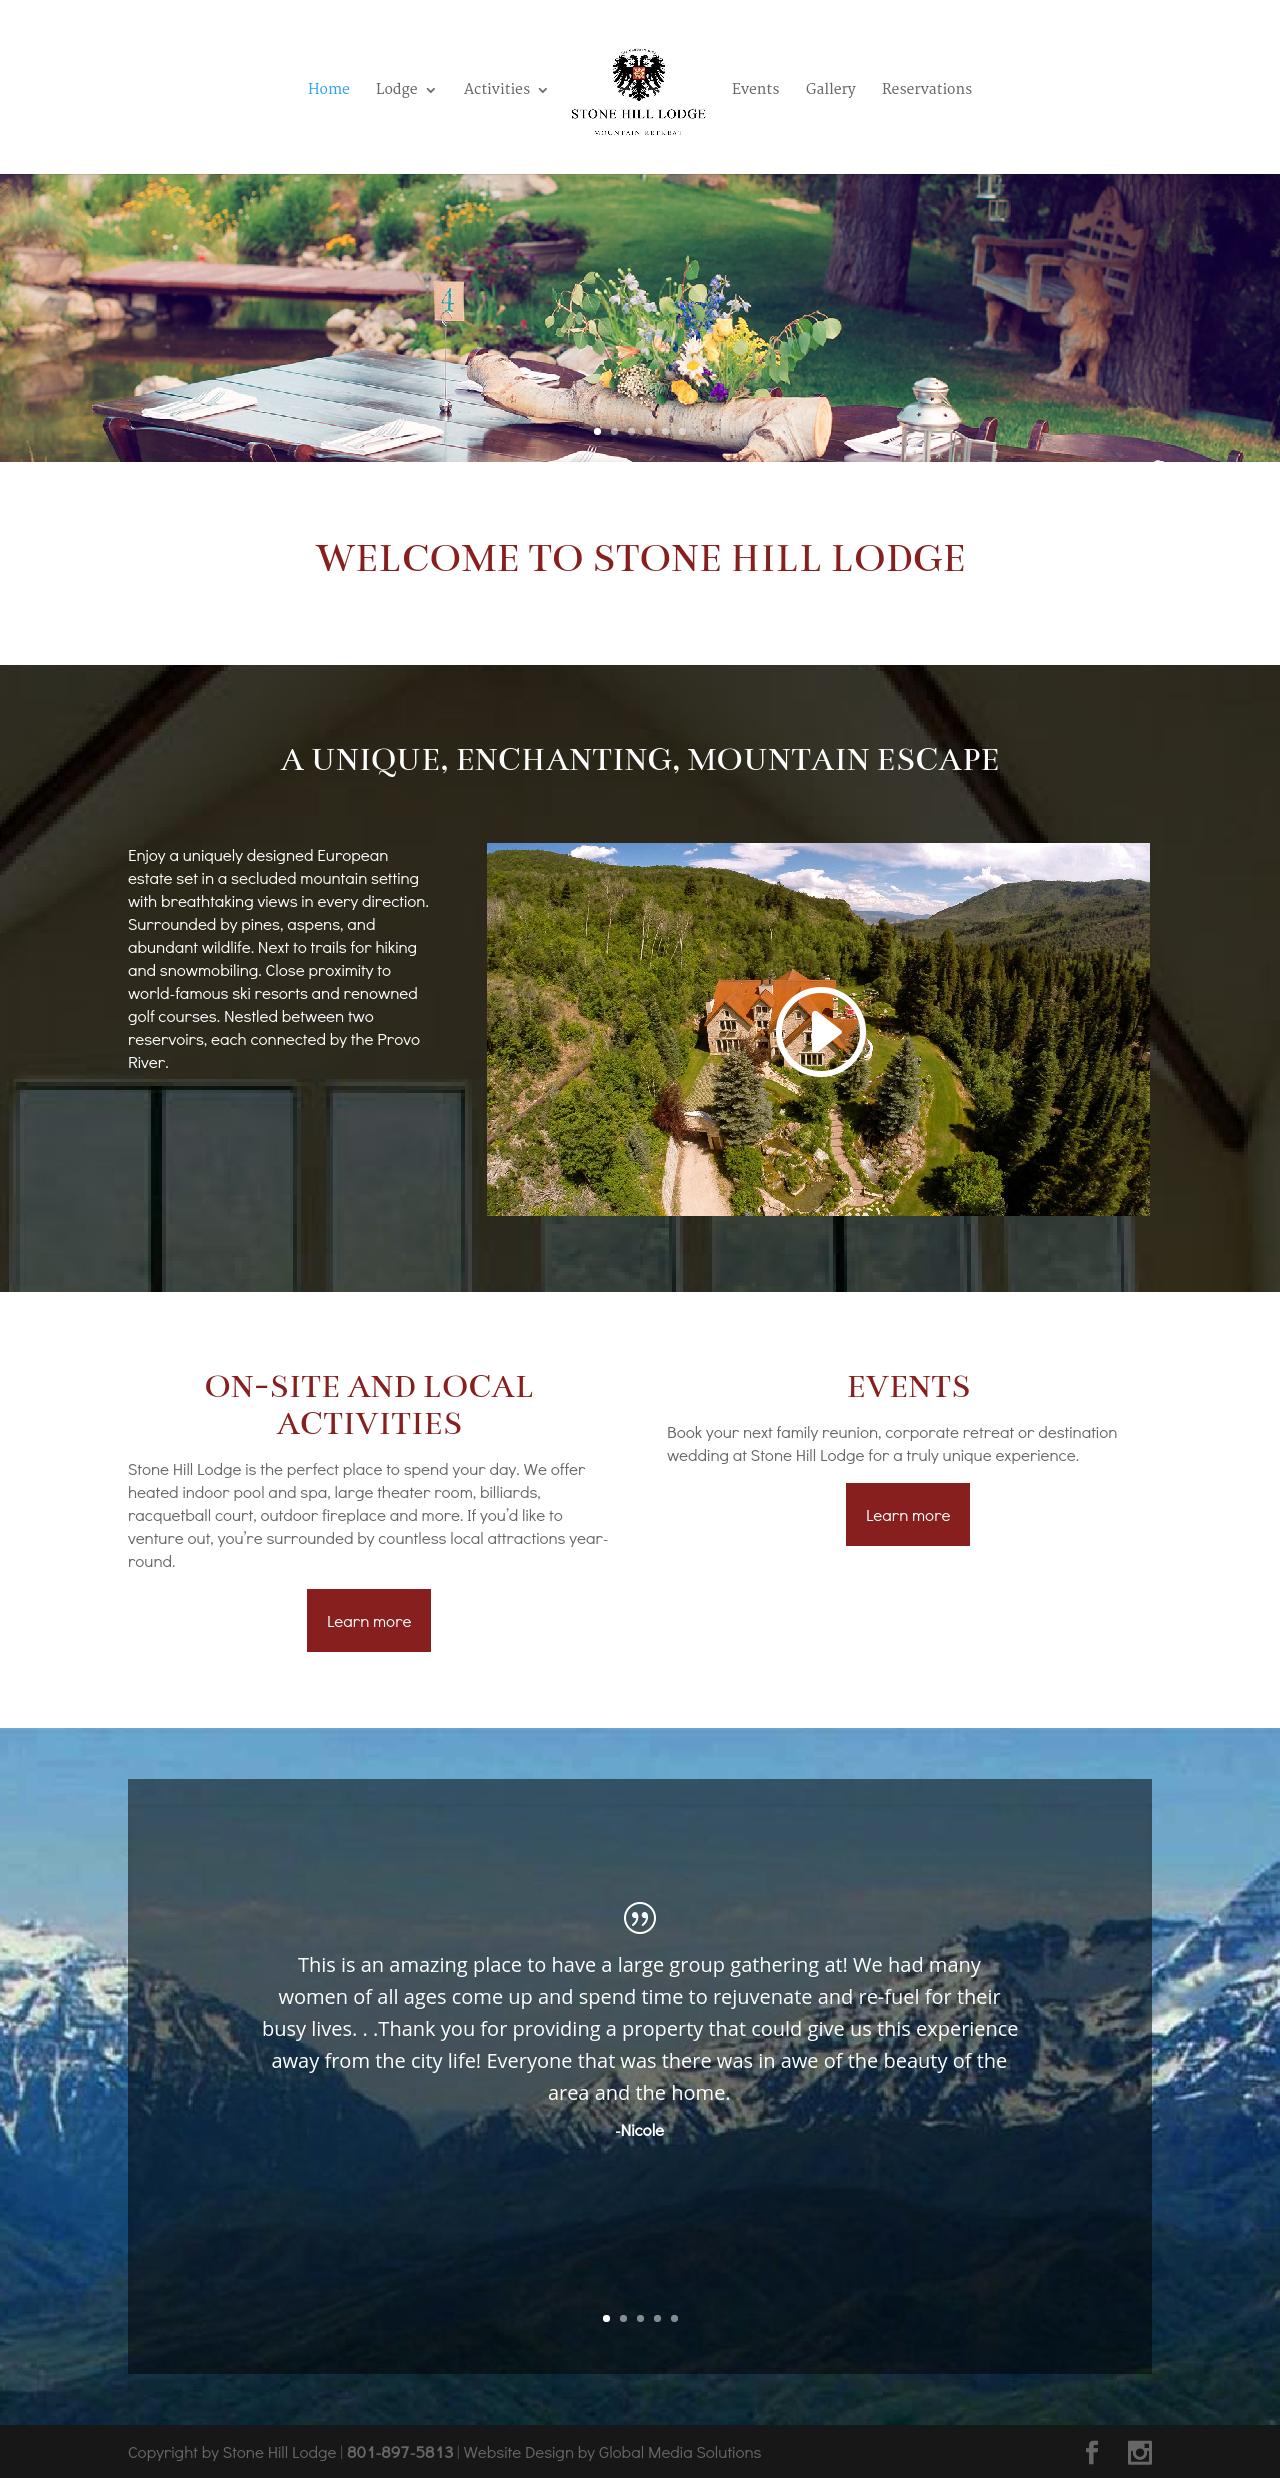 Home
Lodge
Activities
STONE HILL LODGE
MOUNTAIN RETREAT
Events
Gallery
Reservations
4
WELCOME TO STONE HILL LODGE
A UNIQUE, ENCHANTING, MOUNTAIN ESCAPE
Enjoy a uniquely designed European
estate set in a secluded mountain setting
with breathtaking views in every direction.
Surrounded by pines, aspens, and
abundant wildlife. Next to trails for hiking
and snowmobiling. Close proximity to
world-famous ski resorts and renowned
golf courses. Nestled between two
reservoirs, each connected by the Provo
River.
ON-SITE AND LOCAL
ACTIVITIES
Stone Hill Lodge is the perfect place to spend your day. We offer
heated indoor pool and spa, large theater room, billiards,
racquetball court, outdoor fireplace and more. If you’d like to
venture out, you’re surrounded by countless local attractions year-
round.
Learn more
EVENTS
Book your next family reunion, corporate retreat or destination
wedding at Stone Hill Lodge for a truly unique experience.
Learn more
This is an amazing place to have a large group gathering at! We had many
women of all ages come up and spend time to rejuvenate and re-fuel for their
busy lives. . .Thank you for providing a property that could give us this experience
away from the city life! Everyone that was there was in awe of the beauty of the
area and the home.
-Nicole
Copyright by Stone Hill Lodge | 801-897-5813 | Website Design by Global Media Solutions